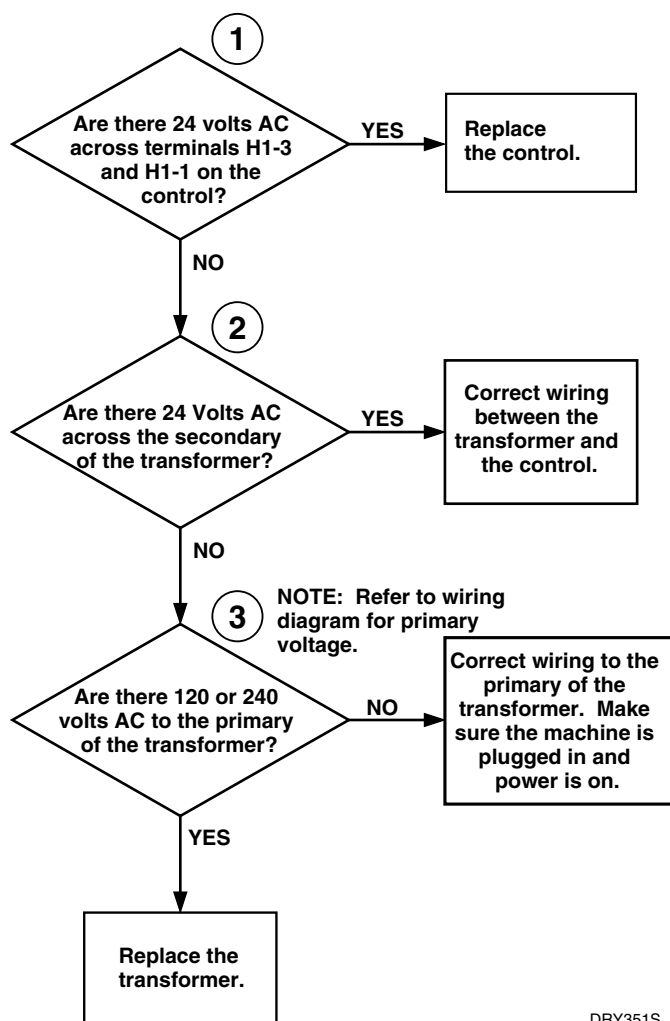 1
Are there 24 volts AC
across terminals H1-3
and H1-1 on the
control?
YES
Replace
the control.
NO
2
Are there 24 Volts AC
across the secondary
of the transformer?
YES
Correct wiring
between the
transformer and
the control.
NO
3
NOTE: Refer to wiring
diagram for primary
voltage.
Are there 120 or 240
volts AC to the primary
of the transformer?
NO
Correct wiring to the
primary of the
transformer. Make
sure the machine is
plugged in and
power is on.
YES
Replace the
transformer.
DRY351S